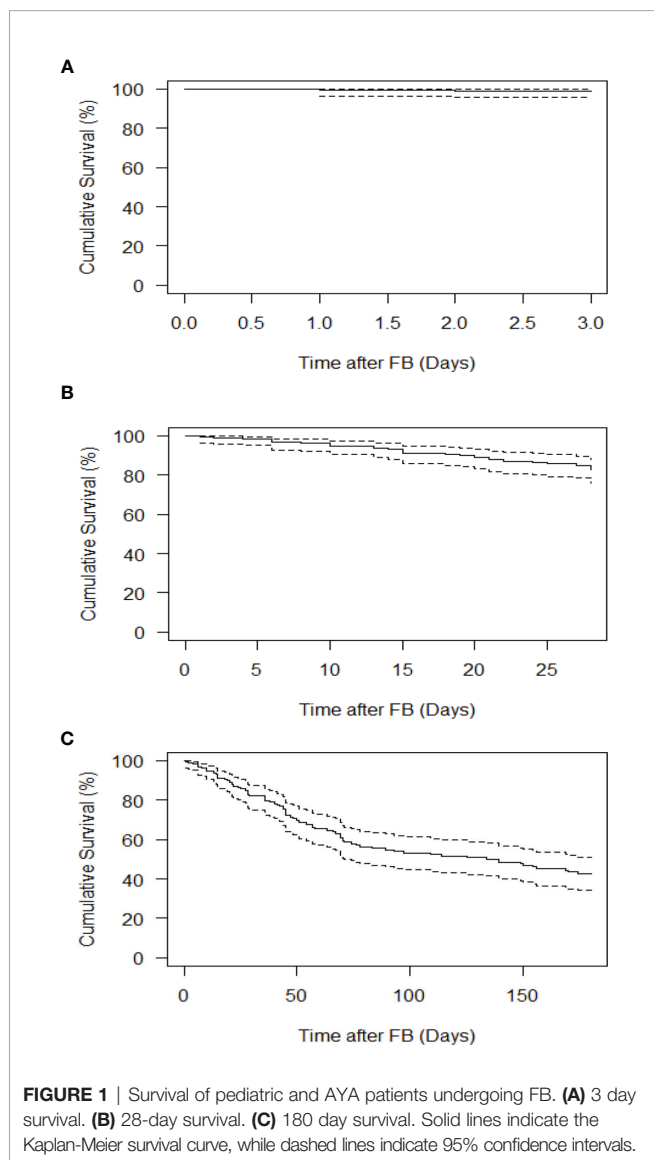 A
Cumulative Survival (%)
100
80
60
40
20
0
0.0 0.5 1.0 1.5 2.0 2.5 3.0
Time after FB (Days)
B
Cumulative Survival (%)
100
80
60
40
20
0
0 5 10 15 20 25
Time after FB (Days)
C
Cumulative Survival (%)
100
80
60
40
20
0
0 50 100 150
Time after FB (Days)
FIGURE 1 | Survival of pediatric and AYA patients undergoing FB. (A) 3 day
survival. (B) 28-day survival. (C) 180 day survival. Solid lines indicate the
Kaplan-Meier survival curve, while dashed lines indicate 95% confidence intervals.